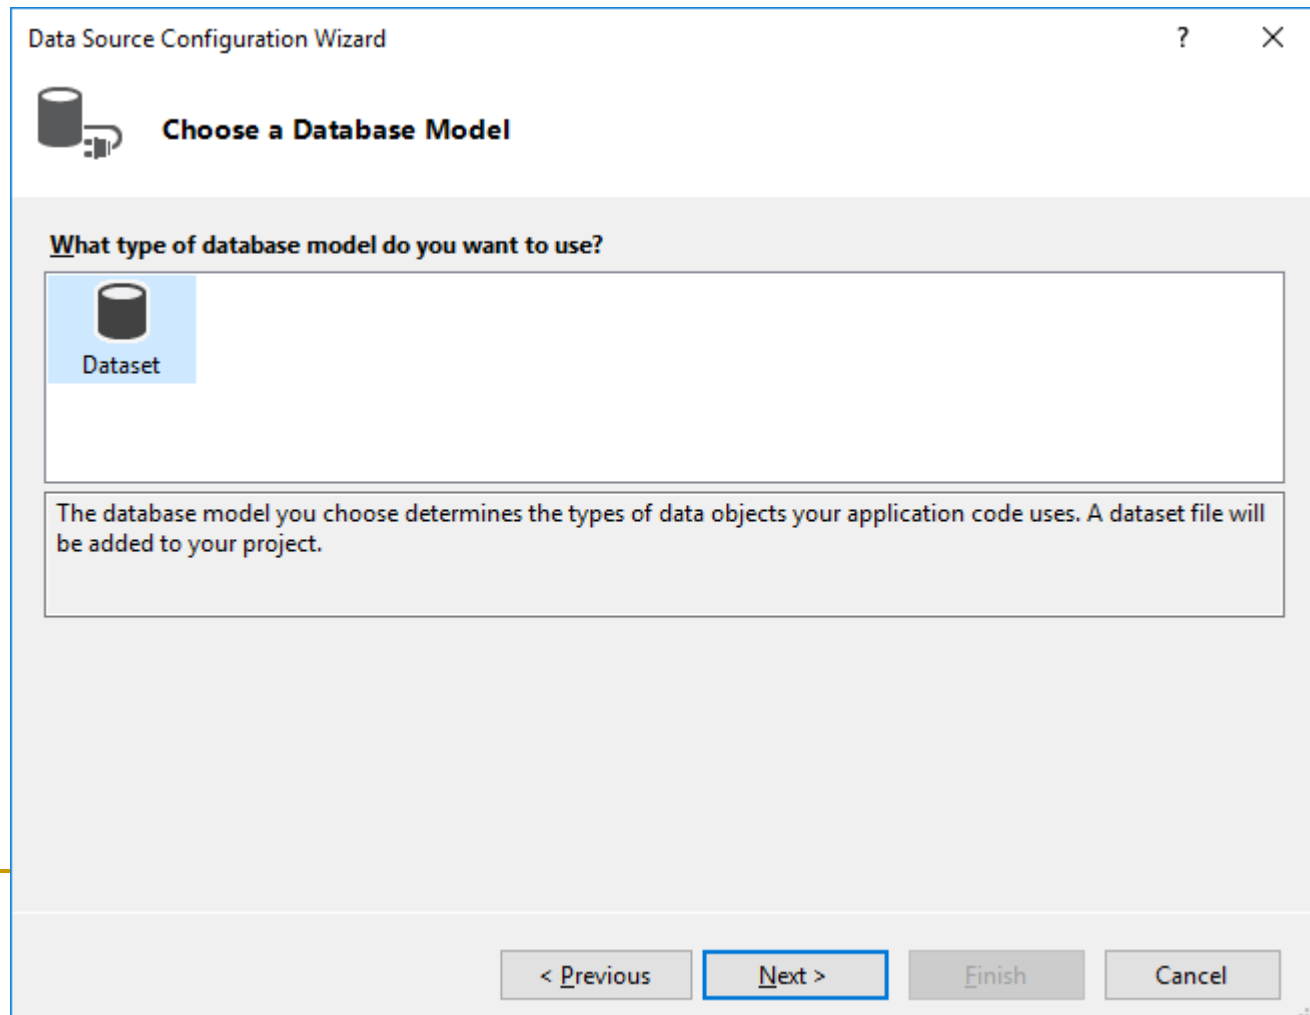 Data Source Configuration Wizard
?
Choose a Database Model
What type of database model do you want to use?
Dataset
The database model you choose determines the types of data objects your application code uses. A dataset file will
be added to your project.
< Previous
Next >
Finish
Cancel